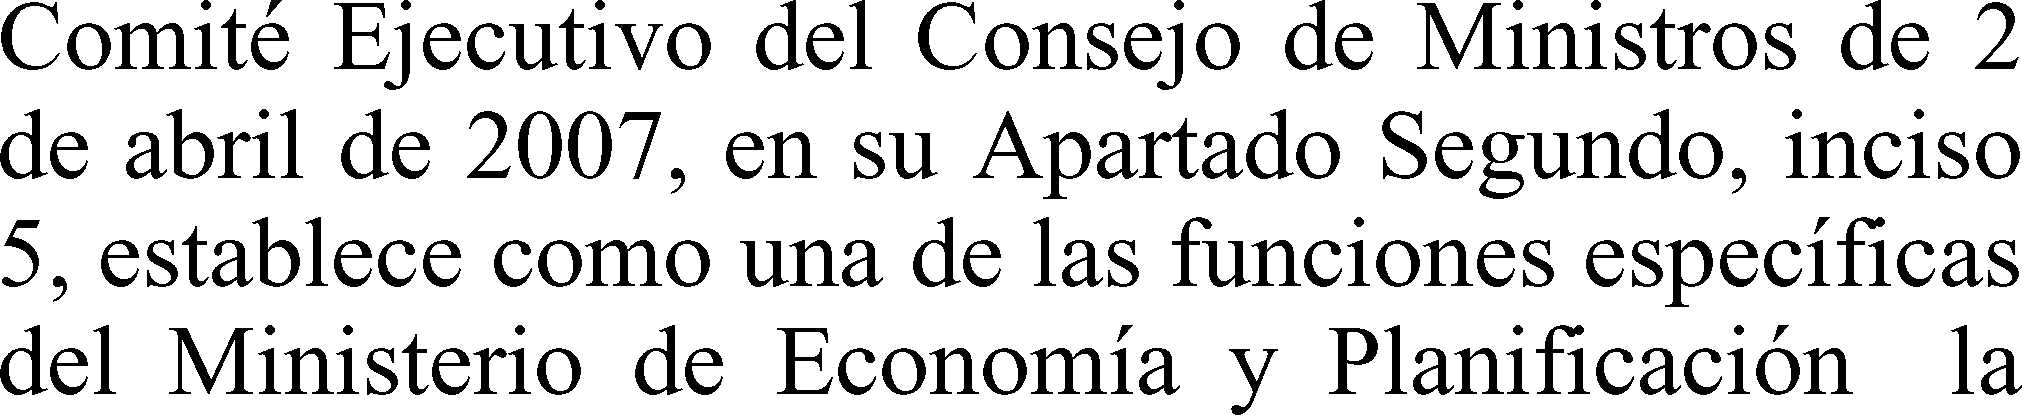 Comité Ejecutivo del Consejo de Ministros de 2
de abril de 2007, en su Apartado Segundo, inciso
5, establece como una de las funciones específicas
del Ministerio de Economía y Planificación la